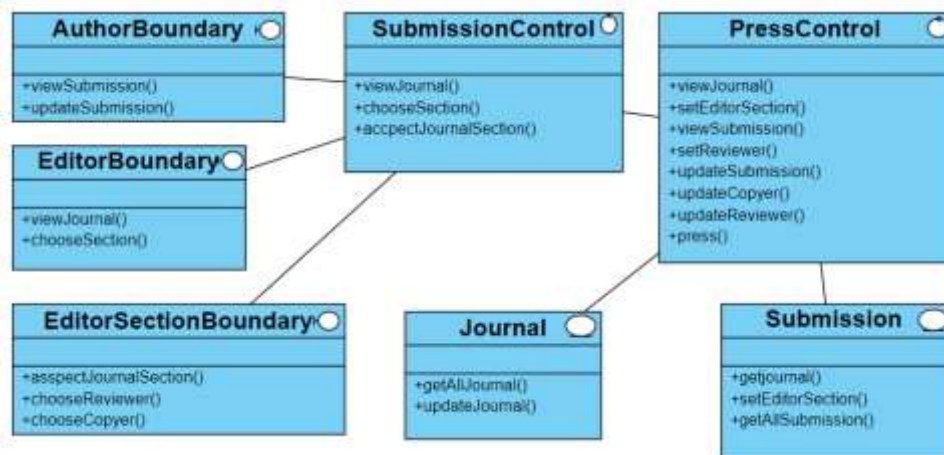 AuthorBoundary
+viewSubmission()
+updateSubmission()
SubmissionControl
+viewJournal()
+chooseSection()
+accpectJournalSection()
PressControl
+viewJournal()
+setEditorSection()
+viewSubmission()
+setReviewer()
+updateSubmission()
+updateCopyer()
+updateReviewer()
+press()
EditorBoundary
+viewJournal()
+chooseSection()
EditorSectionBoundary
+asspectJournalSection()
+chooseReviewer()
+chooseCopyer()
Journal
+getAllJournal()
+updateJournal()
Submission
+getjournal()
+setEditorSection()
+getAllSubmission()